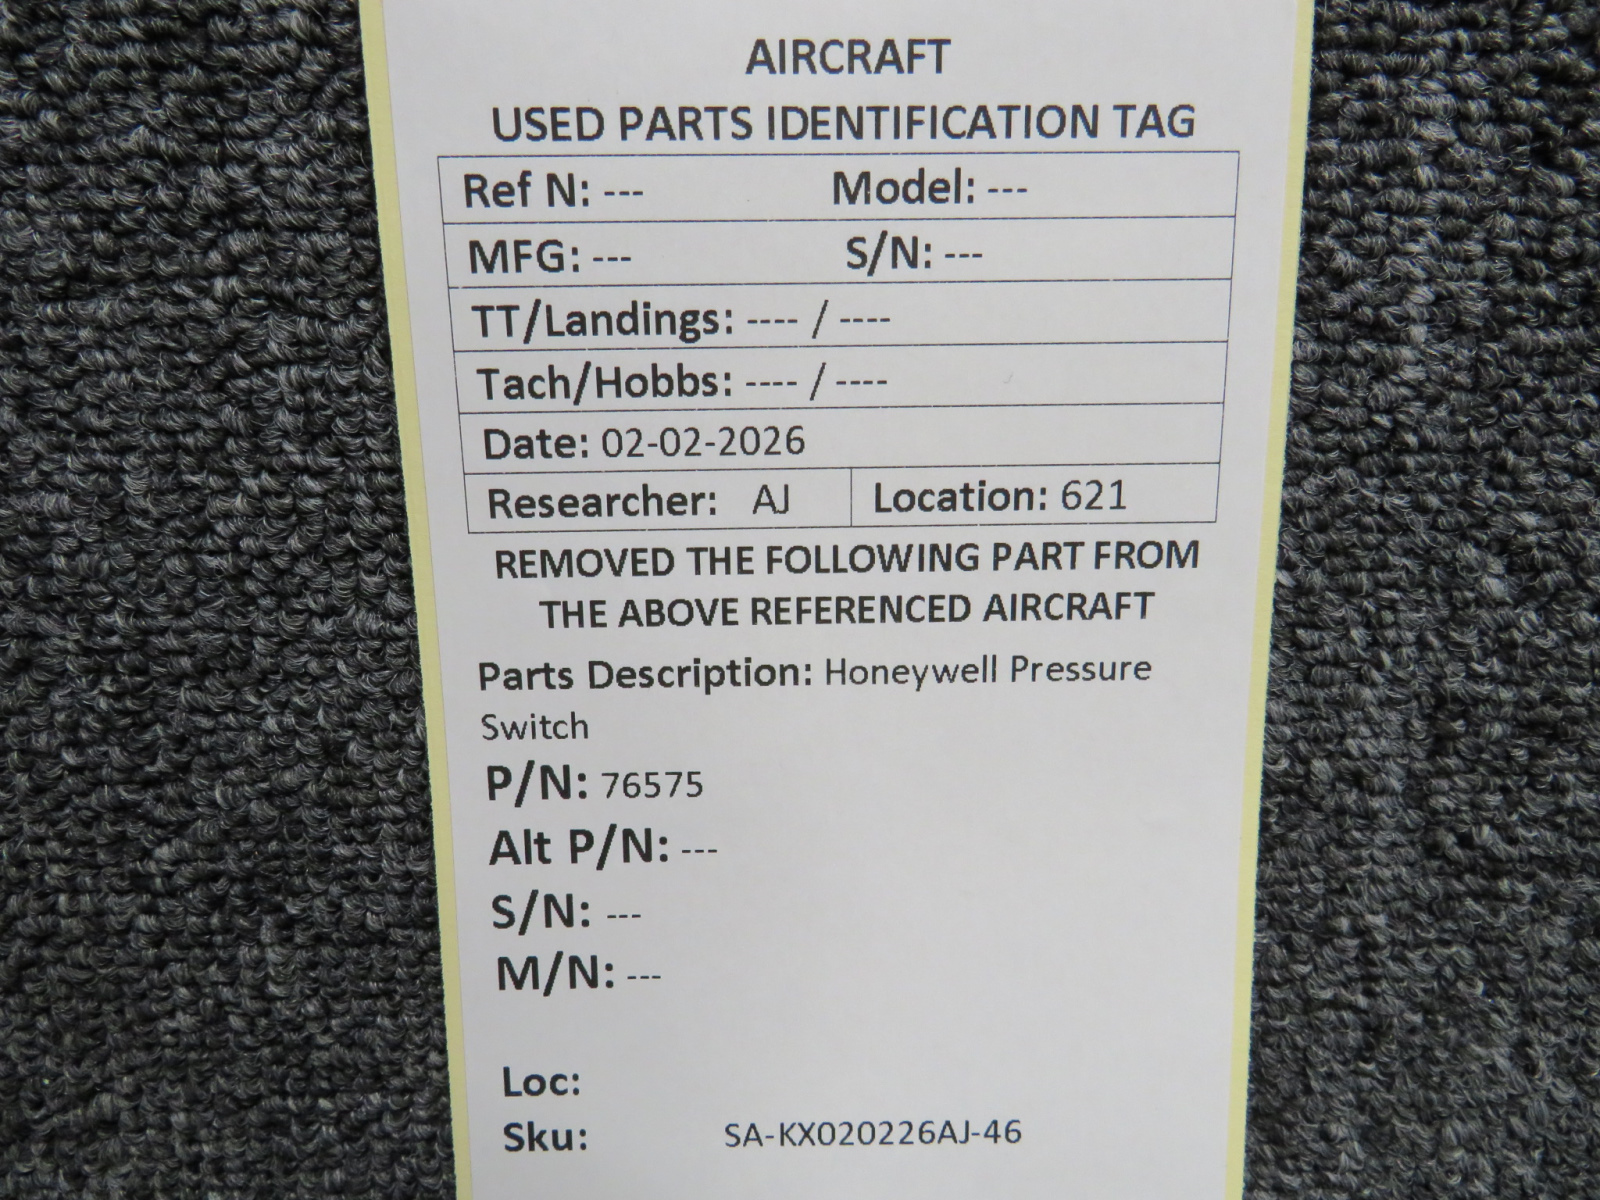 AIRCRAFT
USED PARTS IDENTIFICATION TAG
Ref N: --- Model: ---
MFG: --- S/N: ---
TT/Landings: ---- / ----
Tach/Hobbs: ---- / ----
Date: 02-02-2026
Researcher: AJ Location: 621
REMOVED THE FOLLOWING PART FROM
THE ABOVE REFERENCED AIRCRAFT
Parts Description: Honeywell Pressure
Switch
P/N: 76575
Alt P/N: ---
S/N: ---
M/N: ---
Loc:
Sku: SA-KX020226AJ-46